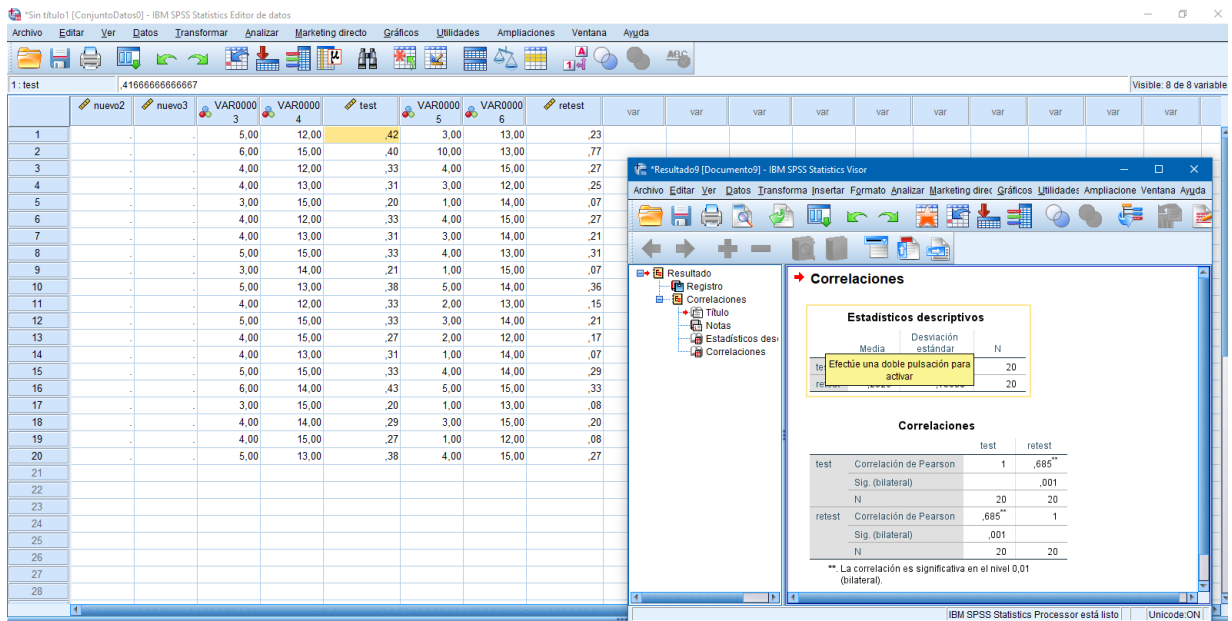 *Sin título1 [ConjuntoDatos0] - IBM SPSS Statistics Editor de datos
Archivo Editar Ver Datos Transformar Analizar Marketing directo Gráficos Utilidades Ampliaciones Ventana Ayuda
1 : test ,41666666666667 Visible: 8 de 8 variable
nuevo2 nuevo3 VAR00003 VAR00004 test VAR00005 VAR00006 retest var var var var var var var var
1 . . 5,00 12,00 ,42 3,00 13,00 ,23
2 . . 6,00 15,00 ,40 10,00 13,00 ,77
3 . . 4,00 12,00 ,33 4,00 15,00 ,27
4 . . 4,00 13,00 ,31 3,00 12,00 ,25
5 . . 3,00 15,00 ,20 1,00 14,00 ,07
6 . . 4,00 12,00 ,33 4,00 15,00 ,27
7 . . 4,00 13,00 ,31 3,00 14,00 ,21
8 . . 5,00 15,00 ,33 4,00 13,00 ,31
9 . . 3,00 14,00 ,21 1,00 15,00 ,07
10 . . 5,00 13,00 ,38 5,00 14,00 ,36
11 . . 4,00 12,00 ,33 2,00 13,00 ,15
12 . . 5,00 15,00 ,33 3,00 14,00 ,21
13 . . 4,00 15,00 ,27 2,00 12,00 ,17
14 . . 4,00 13,00 ,31 1,00 14,00 ,07
15 . . 5,00 15,00 ,33 4,00 14,00 ,29
16 . . 6,00 14,00 ,43 5,00 15,00 ,33
17 . . 3,00 15,00 ,20 1,00 13,00 ,08
18 . . 4,00 14,00 ,29 3,00 15,00 ,20
19 . . 4,00 15,00 ,27 1,00 12,00 ,08
20 . . 5,00 13,00 ,38 4,00 15,00 ,27
21
22
23
24
25
26
27
28
*Resultado9 [Documento9] - IBM SPSS Statistics Visor
Archivo Editar Ver Datos Transforma Insertar Formato Analizar Marketing direc Gráficos Utilidades Ampliacione Ventana Ayuda
Resultado
Registro
Correlaciones
Título
Notas
Estadísticos des
Correlaciones
Correlaciones
Estadísticos descriptivos
Media Desviación estándar N
20
20
Efectúe una doble pulsación para
activar
Correlaciones
test retest
test Correlación de Pearson 1 ,685**
Sig. (bilateral) ,001
N 20 20
retest Correlación de Pearson ,685** 1
Sig. (bilateral) ,001
N 20 20
**. La correlación es significativa en el nivel 0,01
(bilateral).
IBM SPSS Statistics Processor está listo Unicode:ON